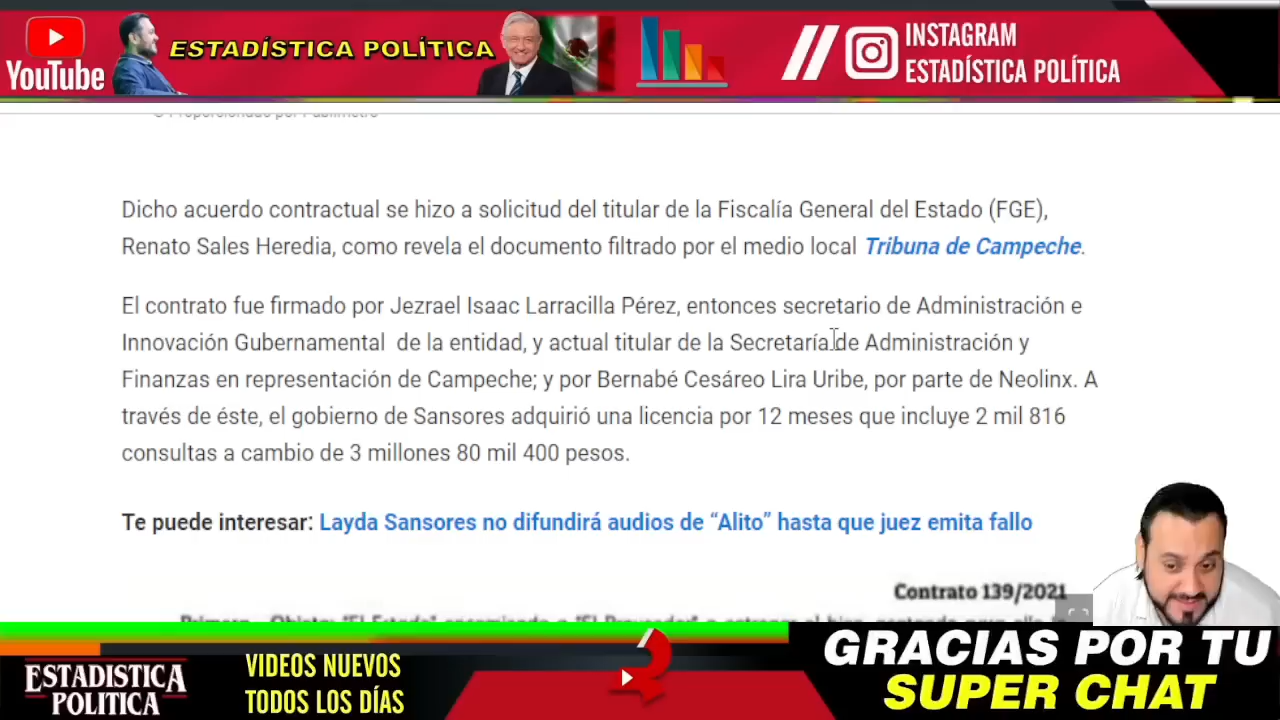 YouTube
ESTADÍSTICA POLÍTICA
INSTAGRAM
ESTADÍSTICA POLÍTICA
Dicho acuerdo contractual se hizo a solicitud del titular de la Fiscalía General del Estado (FGE),
Renato Sales Heredia, como revela el documento filtrado por el medio local Tribuna de Campeche.
El contrato fue firmado por Jezrael Isaac Larracilla Pérez, entonces secretario de Administración e
Innovación Gubernamental de la entidad, y actual titular de la Secretaría de Administración y
Finanzas en representación de Campeche; y por Bernabé Cesáreo Lira Uribe, por parte de Neolinx. A
través de éste, el gobierno de Sansores adquirió una licencia por 12 meses que incluye 2 mil 816
consultas a cambio de 3 millones 80 mil 400 pesos.
Te puede interesar: Layda Sansores no difundirá audios de “Alito” hasta que juez emita fallo
Contrato 139/2021
ESTADISTICA
POLITICA
VIDEOS NUEVOS
TODOS LOS DÍAS
GRACIAS POR TU
SUPER CHAT